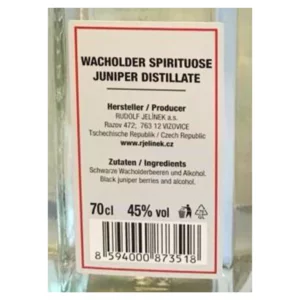 WACHOLDER SPIRITUOSE
JUNIPER DISTILLATE
Hersteller / Producer
RUDOLF JELÍNEK a.s.
Razov 472, 763 12 VIZOVICE
Tschechische Republik / Czech Republic
www.rjelinek.cz
Zutaten / Ingredients
Schwarze Wacholderbeeren und Alkohol.
Black juniper berries and alcohol.
70cl 45% vol
8 594000 873518